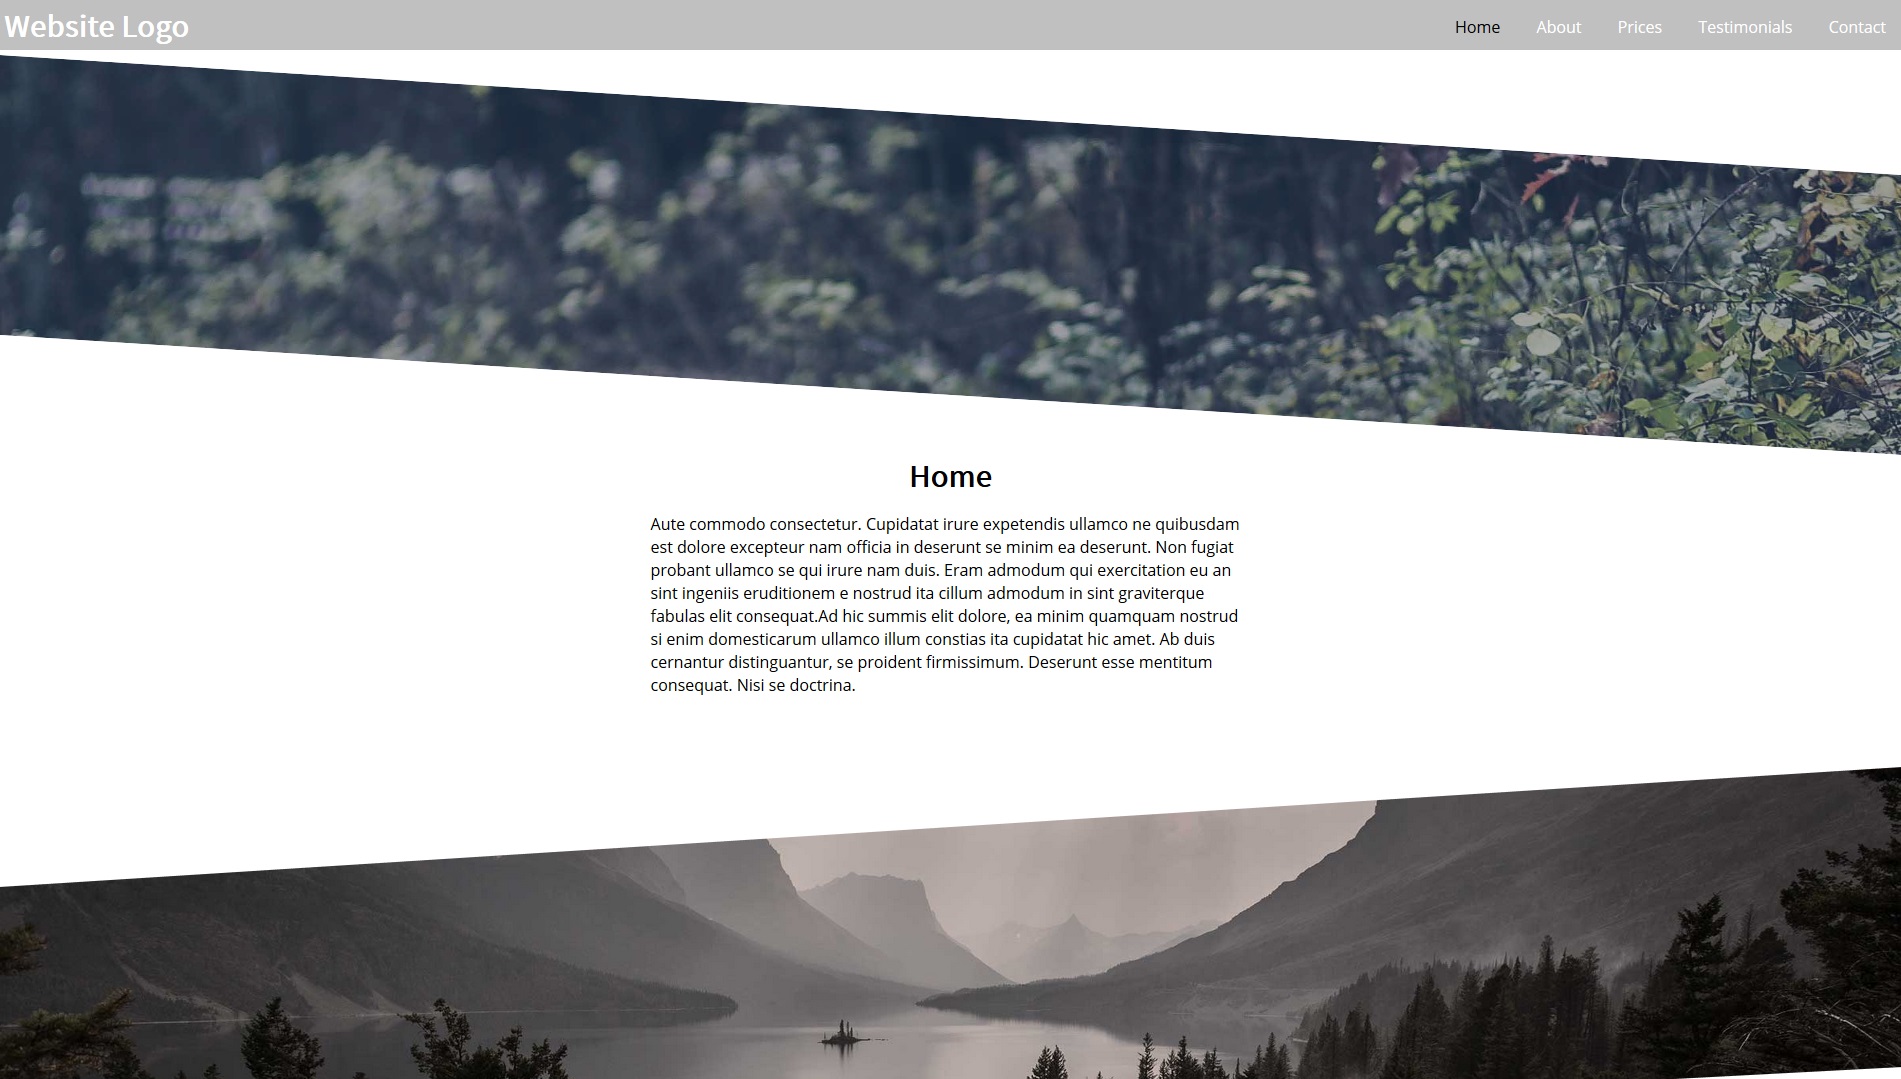 Website Logo
Home About Prices Testimonials Contact
Home
Aute commodo consectetur. Cupidatat irure expetendis ullamco ne quibusdam
est dolore excepteur nam officia in deserunt se minim ea deserunt. Non fugiat
probant ullamco se qui irure nam duis. Eram admodum qui exercitation eu an
sint ingeniis eruditionem e nostrud ita cillum admodum in sint graviterque
fabulas elit consequat.Ad hic summis elit dolore, ea minim quamquam nostrud
si enim domesticarum ullamco illum constias ita cupidatat hic amet. Ab duis
cernantur distinguantur, se proident firmissimum. Deserunt esse mentitum
consequat. Nisi se doctrina.